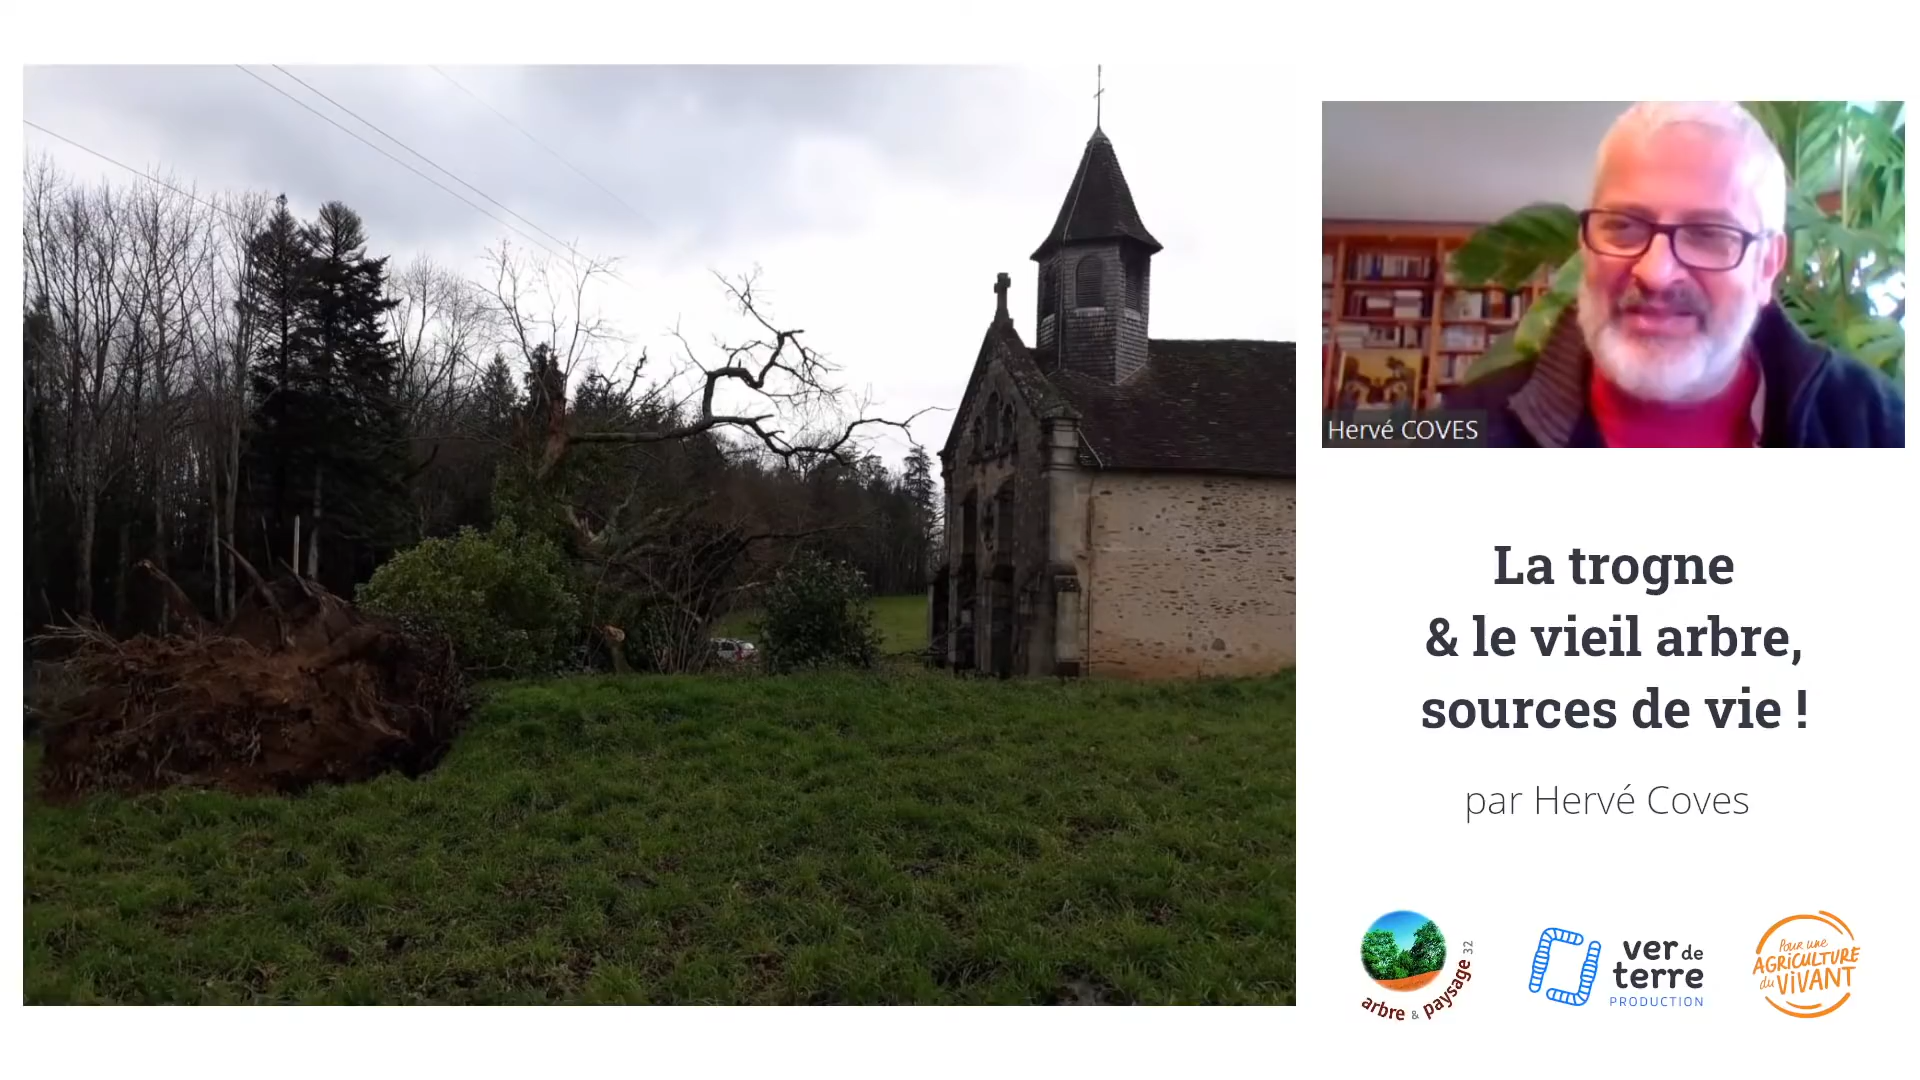 Hervé COVES
La trogne
& le vieil arbre,
sources de vie !
par Hervé Coves
arbre & paysage 32
ver de
terre
PRODUCTION
Pour une
AGRICULTURE
du VIVANT